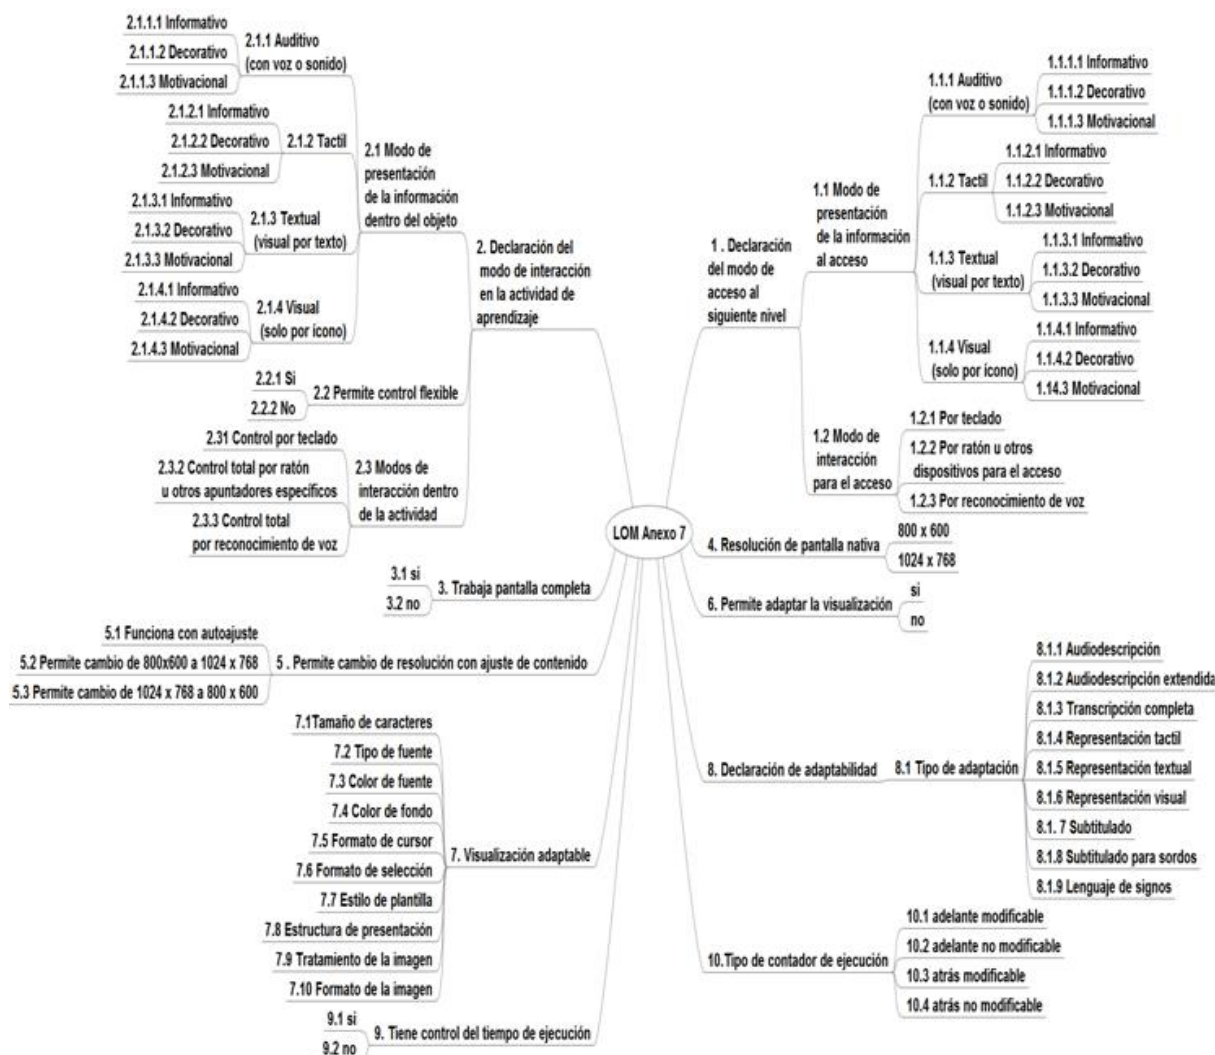 LOM Anexo 7
1 . Declaración
del modo de
acceso al
siguiente nivel
1.1 Modo de
presentación
de la información
al acceso
1.1.1 Auditivo
(con voz o sonido)
1.1.1.1 Informativo
1.1.1.2 Decorativo
1.1.1.3 Motivacional
1.1.2 Tactil
1.1.2.1 Informativo
1.1.2.2 Decorativo
1.1.2.3 Motivacional
1.1.3 Textual
(visual por texto)
1.1.3.1 Informativo
1.1.3.2 Decorativo
1.1.3.3 Motivacional
1.1.4 Visual
(solo por ícono)
1.1.4.1 Informativo
1.1.4.2 Decorativo
1.14.3 Motivacional
1.2 Modo de
interacción
para el acceso
1.2.1 Por teclado
1.2.2 Por ratón u otros
dispositivos para el acceso
1.2.3 Por reconocimiento de voz
2. Declaración del
modo de interacción
en la actividad de
aprendizaje
2.1 Modo de
presentación
de la información
dentro del objeto
2.1.1 Auditivo
(con voz o sonido)
2.1.1.1 Informativo
2.1.1.2 Decorativo
2.1.1.3 Motivacional
2.1.2 Tactil
2.1.2.1 Informativo
2.1.2.2 Decorativo
2.1.2.3 Motivacional
2.1.3 Textual
(visual por texto)
2.1.3.1 Informativo
2.1.3.2 Decorativo
2.1.3.3 Motivacional
2.1.4 Visual
(solo por ícono)
2.1.4.1 Informativo
2.1.4.2 Decorativo
2.1.4.3 Motivacional
2.2 Permite control flexible
2.2.1 Si
2.2.2 No
2.3 Modos de
interacción dentro
de la actividad
2.31 Control por teclado
2.3.2 Control total por ratón
u otros apuntadores específicos
2.3.3 Control total
por reconocimiento de voz
3. Trabaja pantalla completa
3.1 si
3.2 no
4. Resolución de pantalla nativa
800 x 600
1024 x 768
5 . Permite cambio de resolución con ajuste de contenido
5.1 Funciona con autoajuste
5.2 Permite cambio de 800x600 a 1024 x 768
5.3 Permite cambio de 1024 x 768 a 800 x 600
6. Permite adaptar la visualización
si
no
7. Visualización adaptable
7.1Tamaño de caracteres
7.2 Tipo de fuente
7.3 Color de fuente
7.4 Color de fondo
7.5 Formato de cursor
7.6 Formato de selección
7.7 Estilo de plantilla
7.8 Estructura de presentación
7.9 Tratamiento de la imagen
7.10 Formato de la imagen
8. Declaración de adaptabilidad
8.1 Tipo de adaptación
8.1.1 Audiodescripción
8.1.2 Audiodescripción extendida
8.1.3 Transcripción completa
8.1.4 Representación tactil
8.1.5 Representación textual
8.1.6 Representación visual
8.1. 7 Subtitulado
8.1.8 Subtitulado para sordos
8.1.9 Lenguaje de signos
9. Tiene control del tiempo de ejecución
9.1 si
9.2 no
10.Tipo de contador de ejecución
10.1 adelante modificable
10.2 adelante no modificable
10.3 atrás modificable
10.4 atrás no modificable